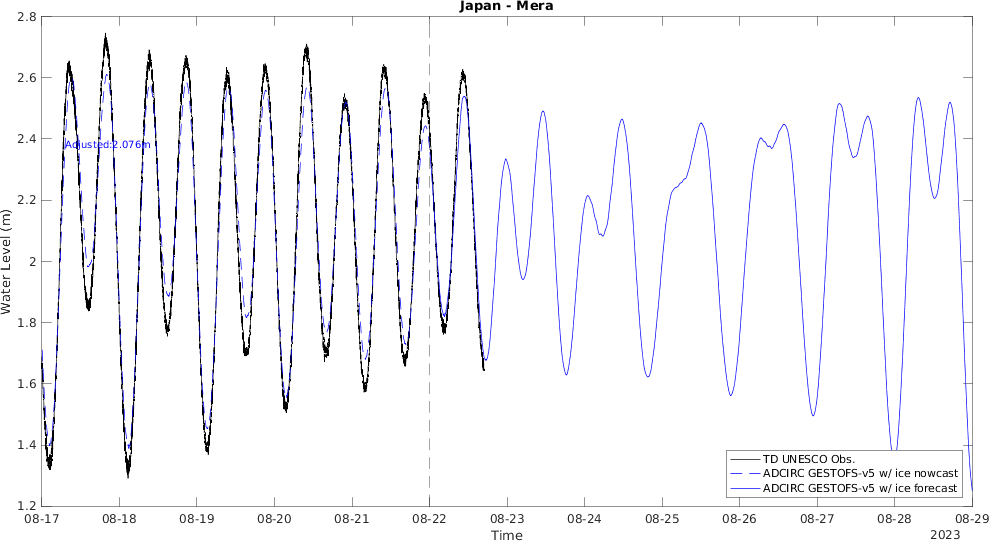 Japan - Mera
2.8
2.6
2.4
2.2
2
1.8
1.6
1.4
1.2
Water Level (m)
Adjusted:2.076m
TD UNESCO Obs.
ADCIRC GESTOFS-v5 w/ ice nowcast
ADCIRC GESTOFS-v5 w/ ice forecast
08-17 08-18 08-19 08-20 08-21 08-22 08-23 08-24 08-25 08-26 08-27 08-28 08-29
Time
2023